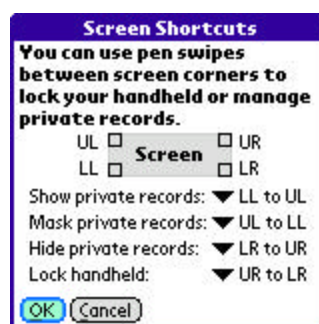 Screen Shortcuts
You can use pen swipes
between screen corners to
lock your handheld or manage
private records.
UL UR
Screen
LL LR
Show private records: LL to UL
Mask private records: UL to LL
Hide private records: LR to UR
Lock handheld: UR to LR
OK Cancel